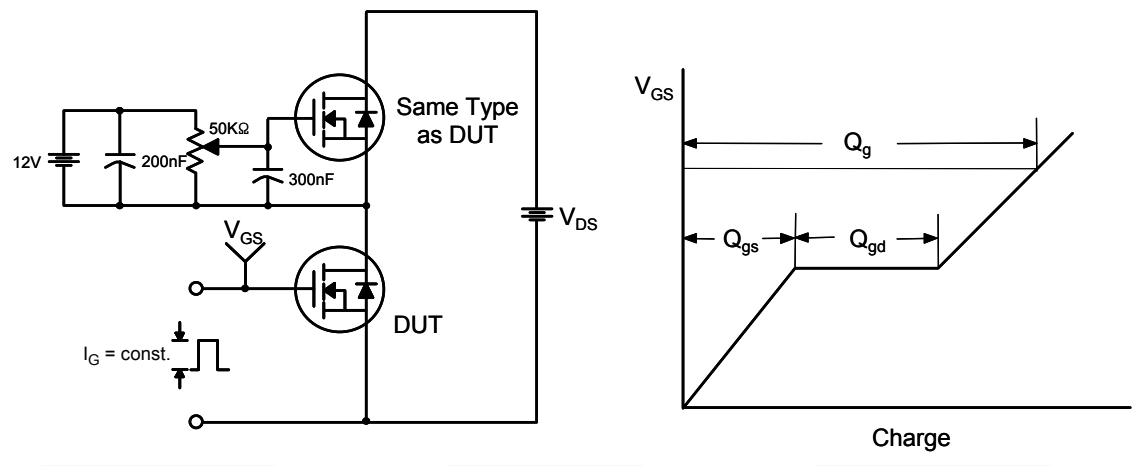 12V
200nF
50KΩ
300nF
Same Type
as DUT
V_DS
V_GS
DUT
I_G = const.
V_GS
Q_g
Q_gs
Q_gd
Charge